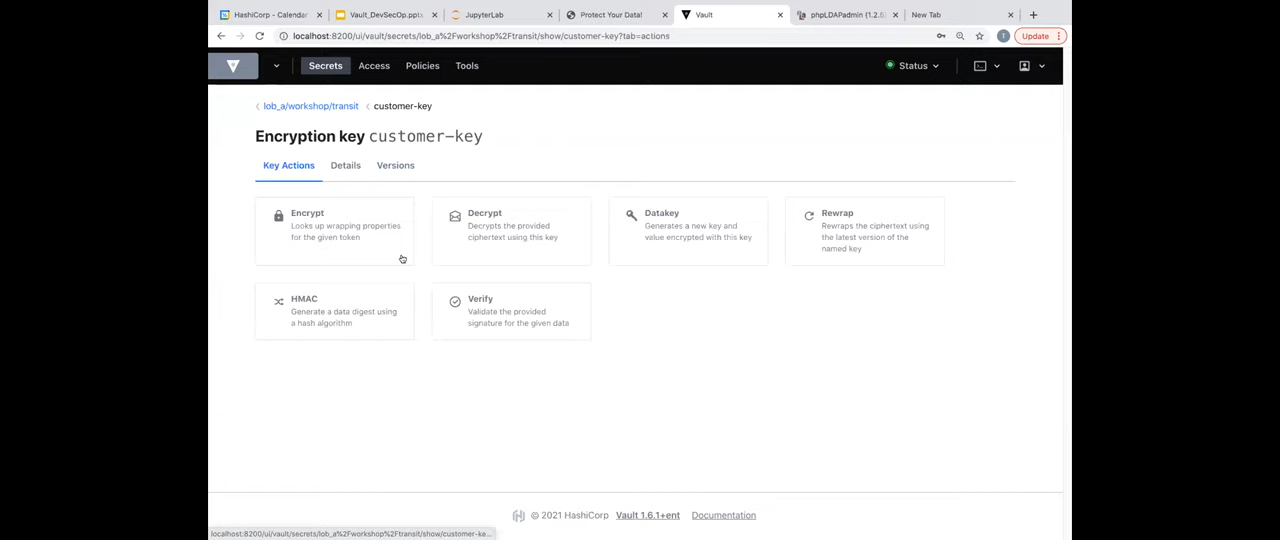 HashiCorp - Calendar
Vault_DevSecOp.pptx
JupyterLab
Protect Your Data!
Vault
phpLDAPadmin (1.2.5)
New Tab
localhost:8200/ui/vault/secrets/lob_a%2Fworkshop%2Ftransit/show/customer-key?tab=actions
T
Update
Secrets
Access
Policies
Tools
Status
lob_a/workshop/transit
customer-key
Encryption key customer-key
Key Actions
Details
Versions
Encrypt
Looks up wrapping properties
for the given token
Decrypt
Decrypts the provided
ciphertext using this key
Datakey
Generates a new key and
value encrypted with this key
Rewrap
Rewraps the ciphertext using
the latest version of the
named key
HMAC
Generate a data digest using
a hash algorithm
Verify
Validate the provided
signature for the given data
© 2021 HashiCorp
Vault 1.6.1+ent
Documentation
localhost:8200/ui/vault/secrets/lob_a%2Fworkshop%2Ftransit/show/customer-ke...